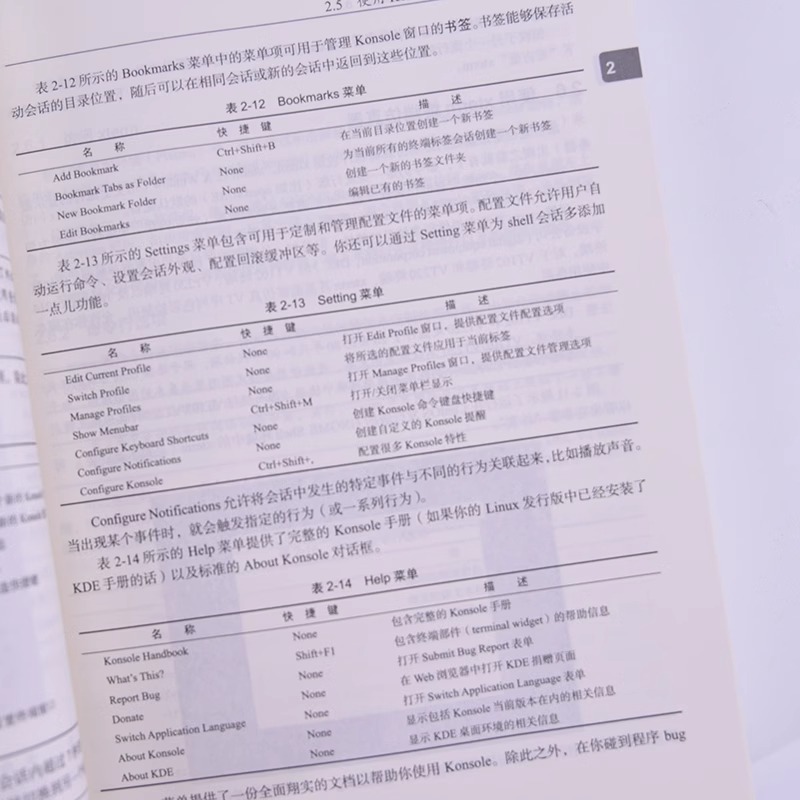 2.5 使用
2
表 2-12 所示的 Bookmarks 菜单中的菜单项可用于管理 Konsole 窗口的书签。书签能够保存活
动会话的目录位置，随后可以在相同会话或新的会话中返回到这些位置。
表 2-12 Bookmarks 菜单
名 称 快 捷 键 描 述
Add Bookmark Ctrl+Shift+B 在当前目录位置创建一个新书签
Bookmark Tabs as Folder None 为当前所有的终端标签会话创建一个新书签
New Bookmark Folder None 创建一个新的书签文件夹
Edit Bookmarks None 编辑已有的书签
表 2-13 所示的 Settings 菜单包含可用于定制和管理配置文件的菜单项。配置文件允许用户自
动运行命令、设置会话外观、配置回滚缓冲区等。你还可以通过 Setting 菜单为 shell 会话多添加
一点儿功能。
表 2-13 Setting 菜单
名 称 快 捷 键 描 述
Edit Current Profile None 打开 Edit Profile 窗口，提供配置文件配置选项
Switch Profile None 将所选的配置文件应用于当前标签
Manage Profiles None 打开 Manage Profiles 窗口，提供配置文件管理选项
Show Menubar Ctrl+Shift+M 打开/关闭菜单栏显示
Configure Keyboard Shortcuts None 创建 Konsole 命令键盘快捷键
Configure Notifications None 创建自定义的 Konsole 提醒
Configure Konsole Ctrl+Shift+, 配置很多 Konsole 特性
Configure Notifications 允许将会话中发生的特定事件与不同的行为关联起来，比如播放声音。
当出现某个事件时，就会触发指定的行为（或一系列行为）。
表 2-14 所示的 Help 菜单提供了完整的 Konsole 手册（如果你的 Linux 发行版中已经安装了
KDE 手册的话）以及标准的 About Konsole 对话框。
表 2-14 Help 菜单
名 称 快 捷 键 描 述
Konsole Handbook None 包含完整的 Konsole 手册
What's This? Shift+F1 包含终端部件（terminal widget）的帮助信息
Report Bug None 打开 Submit Bug Report 表单
Donate None 在 Web 浏览器中打开 KDE 捐赠页面
Switch Application Language None 打开 Switch Application Language 表单
About Konsole None 显示包括 Konsole 当前版本在内的相关信息
About KDE None 显示 KDE 桌面环境的相关信息
菜单提供了一份全面翔实的文档以帮助你使用 Konsole。除此之外，在你碰到程序 bug